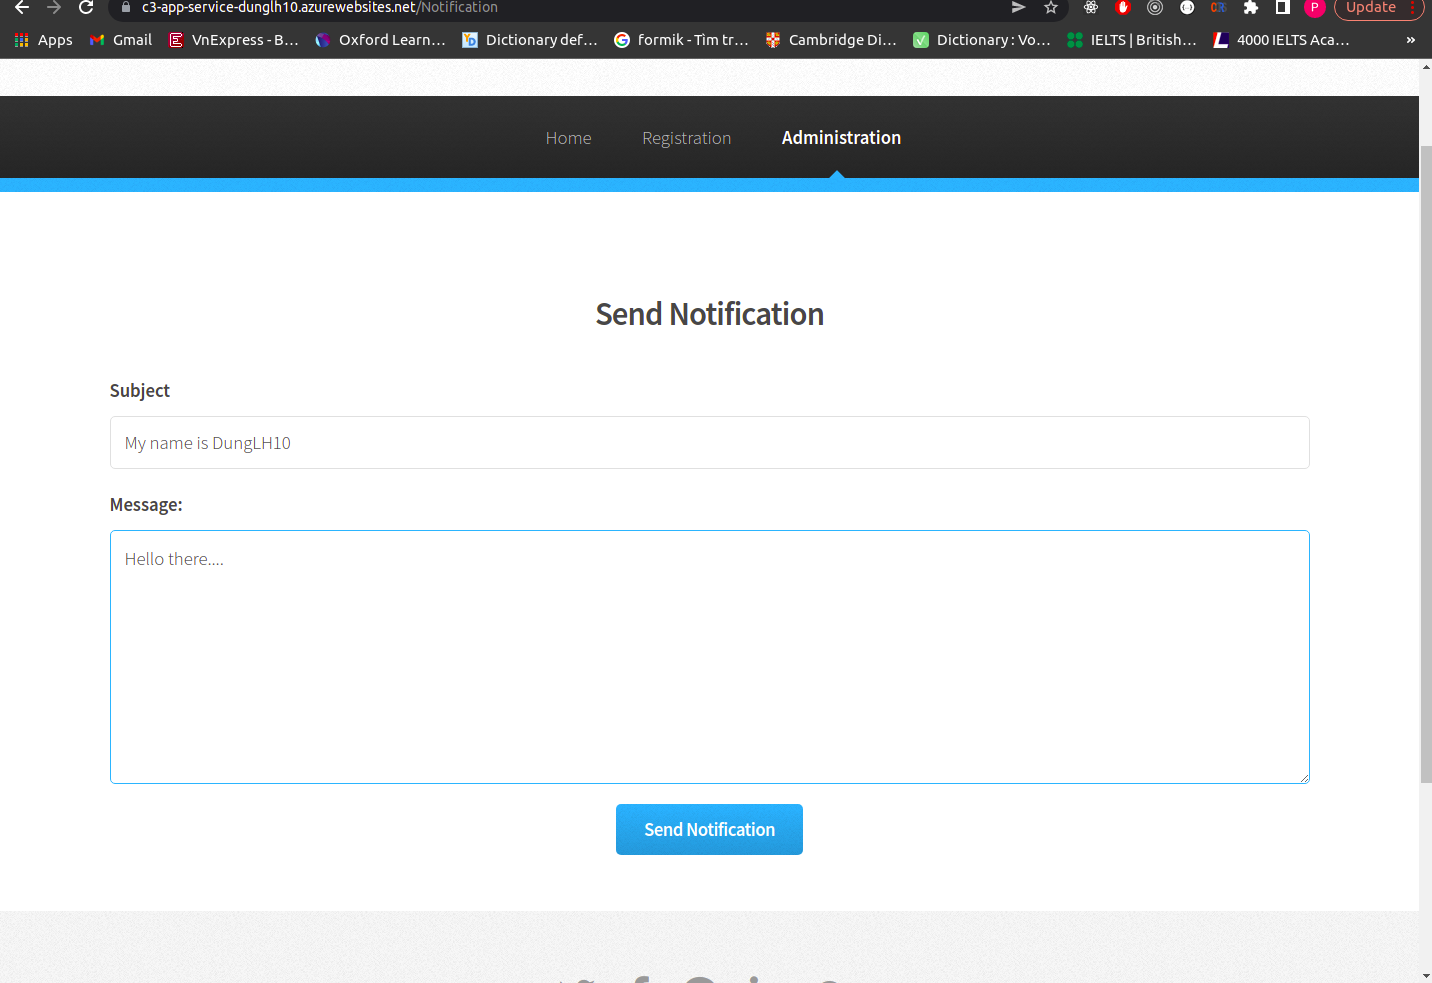 c3-app-service-dunglh10.azurewebsites.net/Notification
P
Update
Apps
Gmail
VnExpress - B...
Oxford Learn...
Dictionary def...
formik - Tìm tr...
Cambridge Di...
Dictionary : Vo...
IELTS | British...
4000 IELTS Aca...
»
Home
Registration
Administration
Send Notification
Subject
My name is DungLH10
Message:
Hello there....
Send Notification